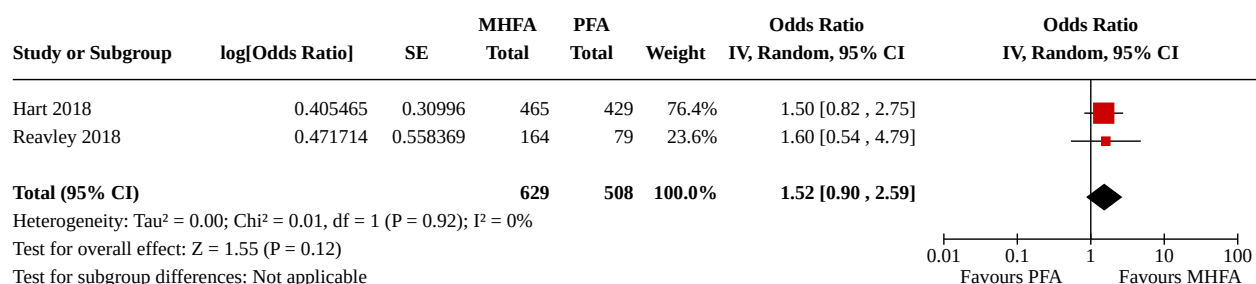 MHFA PFA Odds Ratio Odds Ratio
Study or Subgroup log[Odds Ratio] SE Total Total Weight IV, Random, 95% CI IV, Random, 95% CI
Hart 2018 0.405465 0.30996 465 429 76.4% 1.50 [0.82 , 2.75]
Reavley 2018 0.471714 0.558369 164 79 23.6% 1.60 [0.54 , 4.79]
Total (95% CI) 629 508 100.0% 1.52 [0.90 , 2.59]
Heterogeneity: Tau² = 0.00; Chi² = 0.01, df = 1 (P = 0.92); I² = 0%
Test for overall effect: Z = 1.55 (P = 0.12)
Test for subgroup differences: Not applicable
0.01 0.1 1 10 100
Favours PFA Favours MHFA